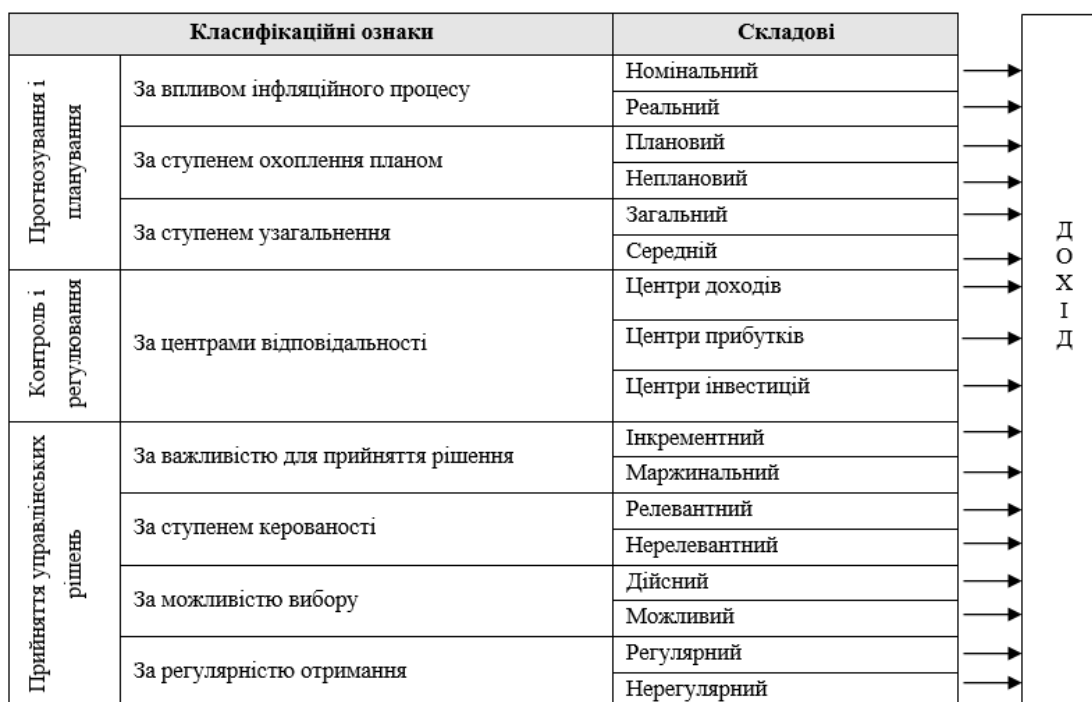 Класифікаційні ознаки
Складові
Прогнозування і
планування
За впливом інфляційного процесу
Номінальний
Реальний
За ступенем охоплення планом
Плановий
Неплановий
За ступенем узагальнення
Загальний
Середній
Контроль і
регулювання
За центрами відповідальності
Центри доходів
Центри прибутків
Центри інвестицій
Прийняття управлінських
рішень
За важливістю для прийняття рішення
Інкрементний
Маржинальний
За ступенем керованості
Релевантний
Нерелевантний
За можливістю вибору
Дійсний
Можливий
За регулярністю отримання
Регулярний
Нерегулярний
Д
О
Х
І
Д